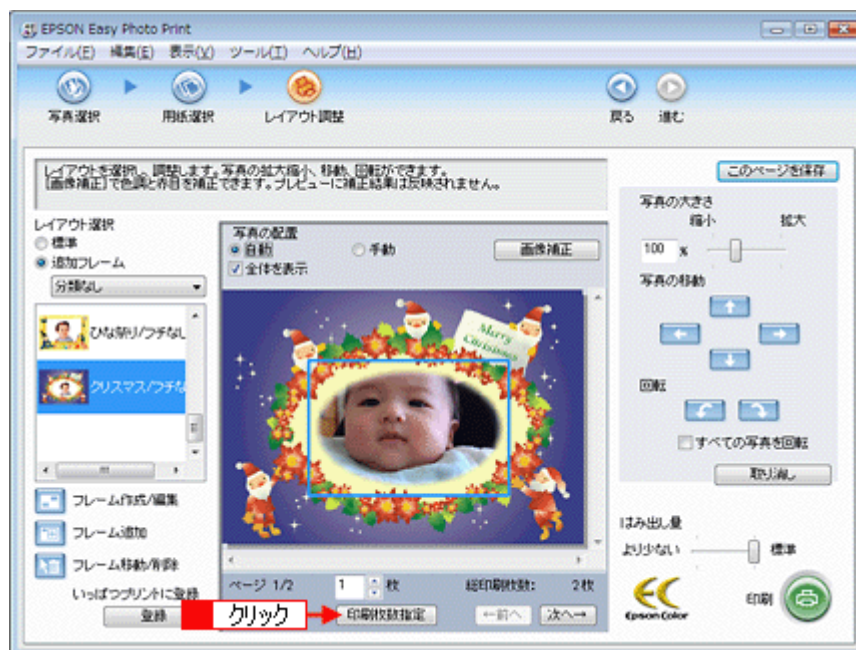 EPSON Easy Photo Print
ファイル(F) 編集(E) 表示(V) ツール(T) ヘルプ(H)
写真選択 用紙選択 レイアウト調整 戻る 進む
レイアウトを選択し、調整します。写真の拡大縮小、移動、回転ができます。
[画像補正]で色調と赤目を補正できます。プレビューに補正結果は反映されません。
このページを保存
レイアウト選択
標準
追加フレーム
分類なし
ひな祭り/フチなし
クリスマス/フチな
フレーム作成/編集
フレーム追加
フレーム移動/削除
いっぱつプリントに登録
登録
写真の配置
自動 手動 画像補正
全体を表示
Merry
Christmas
ページ 1/2 1 枚 総印刷枚数: 2枚
クリック 印刷枚数指定 ←前へ 次へ→
写真の大きさ
縮小 拡大
100 %
写真の移動
回転
すべての写真を回転
取り消し
はみ出し量
より少ない 標準
EC
Epson Color
印刷